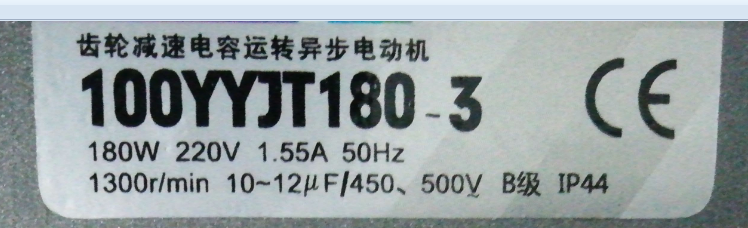 齿轮减速电容运转异步电动机
100YYJT180-3
CE
180W 220V 1.55A 50Hz
1300r/min 10~12μF/450、500V B级 IP44